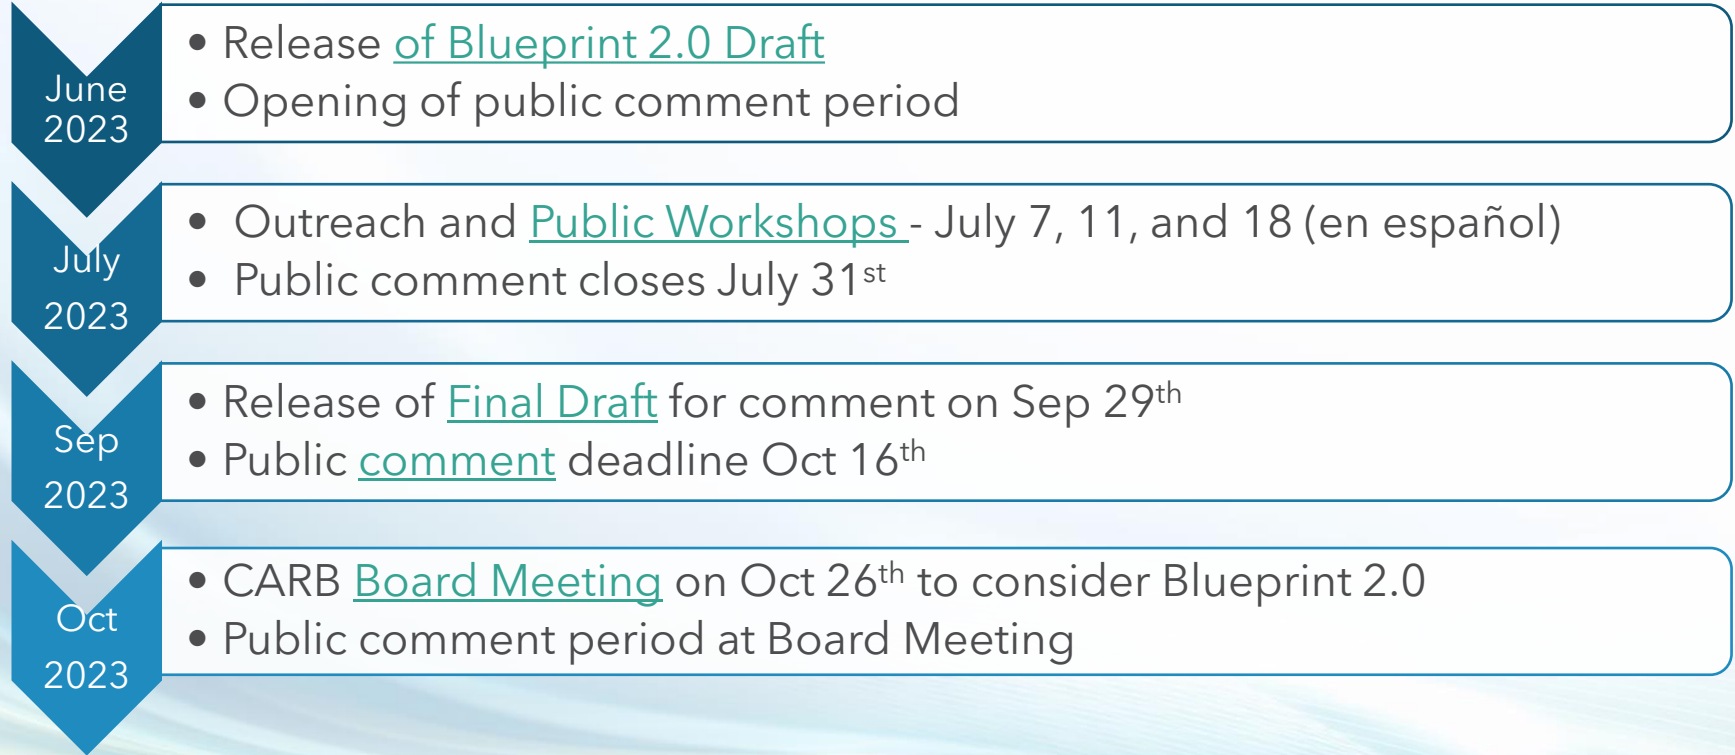 June
2023
• Release of Blueprint 2.0 Draft
• Opening of public comment period
July
2023
• Outreach and Public Workshops - July 7, 11, and 18 (en español)
• Public comment closes July 31st
Sep
2023
• Release of Final Draft for comment on Sep 29th
• Public comment deadline Oct 16th
Oct
2023
• CARB Board Meeting on Oct 26th to consider Blueprint 2.0
• Public comment period at Board Meeting